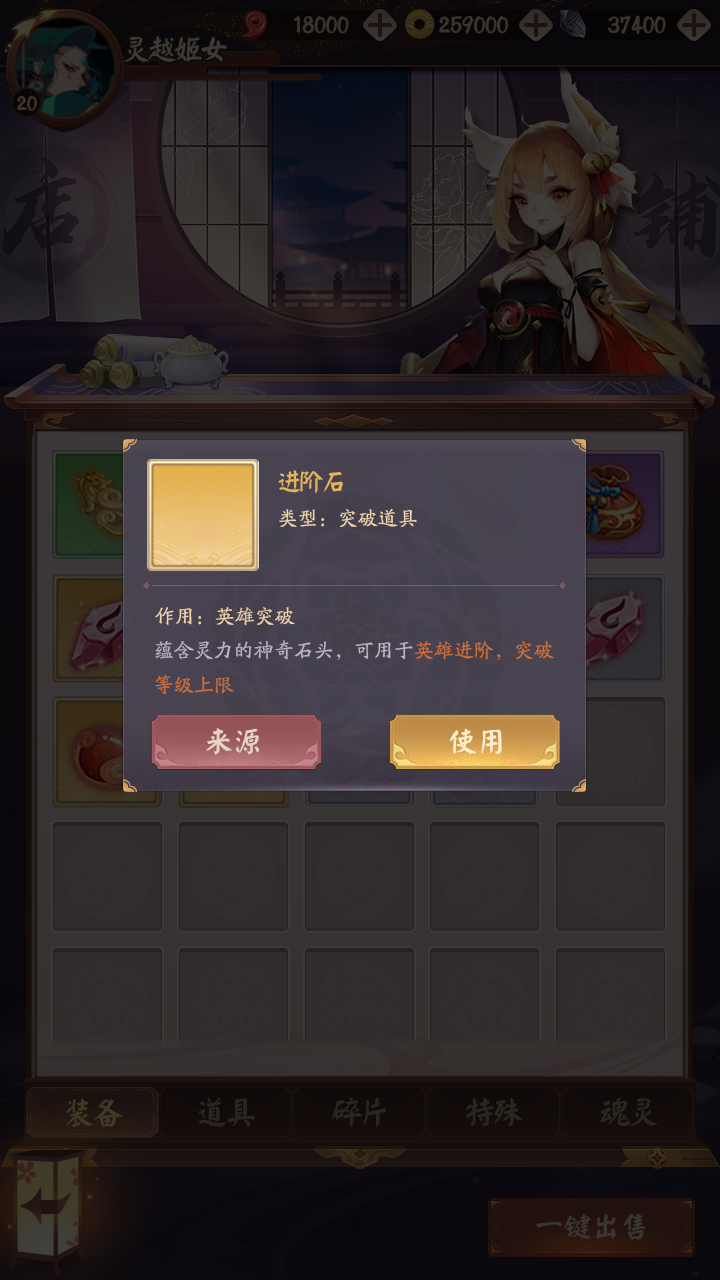 18000
259000
37400
灵越姬女
20
店
铺
进阶石
类型：突破道具
作用：英雄突破
蕴含灵力的神奇石头，可用于英雄进阶，突破
等级上限
来源
使用
装备
道具
碎片
特殊
魂灵
一键出售